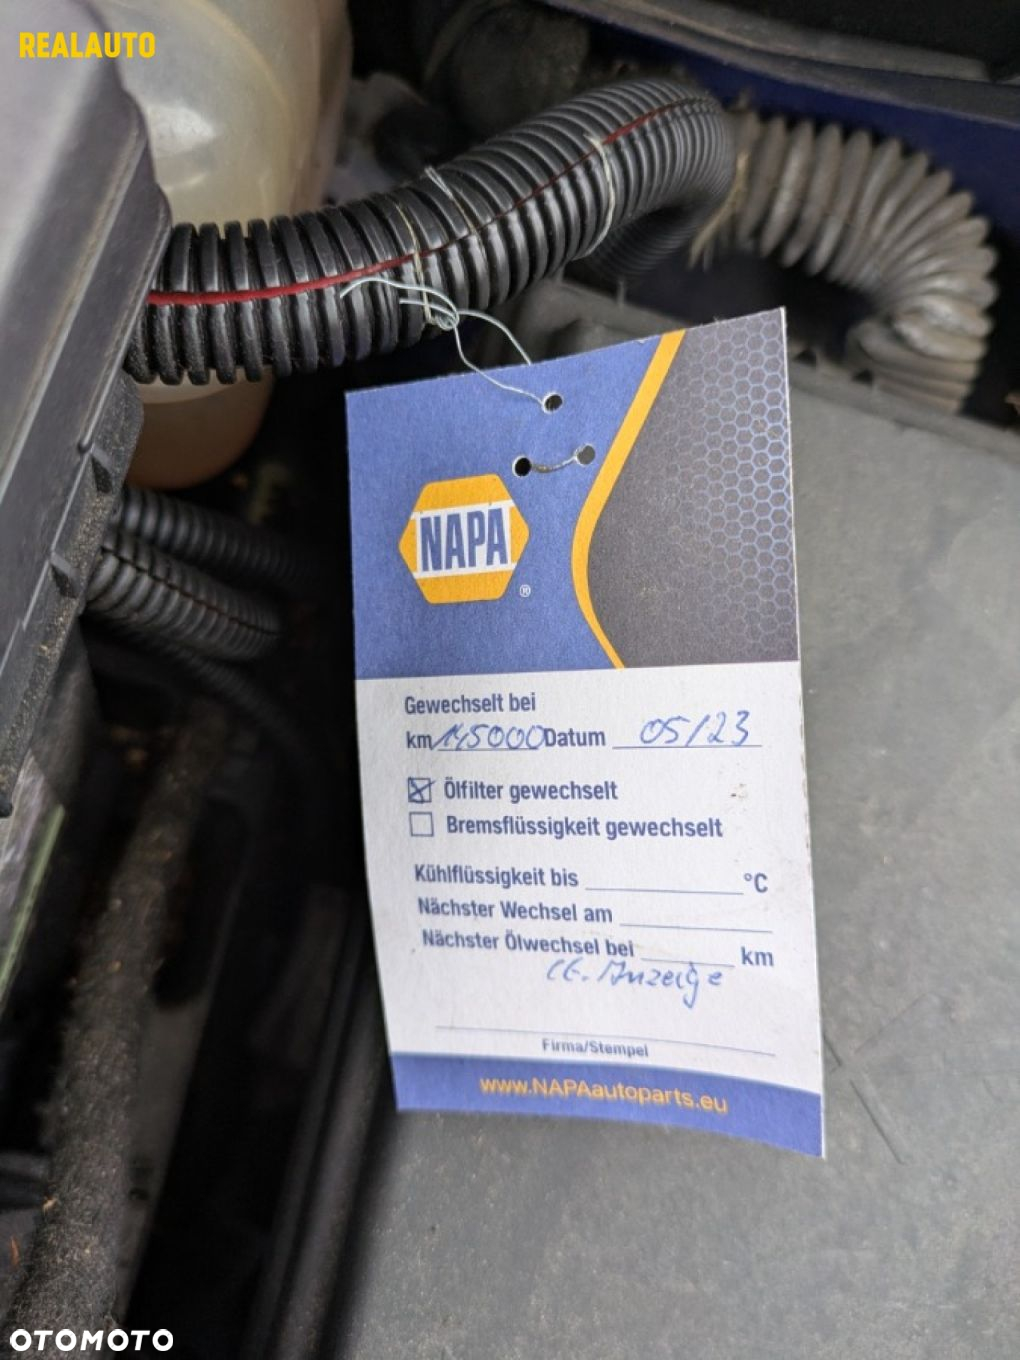 REALAUTO
NAPA
®
Gewechselt bei
km 145000 Datum 05/23
Ölfilter gewechselt
Bremsflüssigkeit gewechselt
Kühlflüssigkeit bis °C
Nächster Wechsel am
Nächster Ölwechsel bei km
Anzeige
Firma/Stempel
www.NAPAautoparts.eu
OTOMOTO